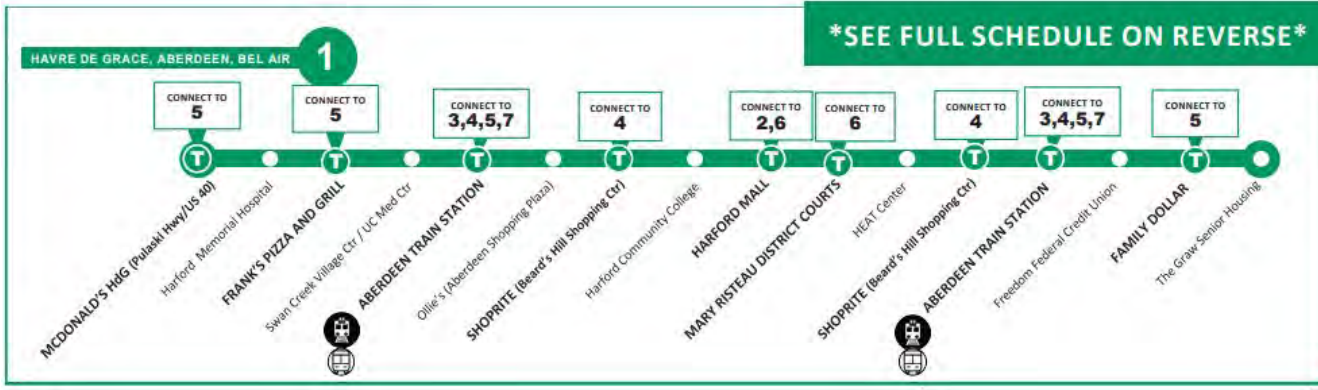 *SEE FULL SCHEDULE ON REVERSE*
HAVRE DE GRACE, ABERDEEN, BEL AIR
1
CONNECT TO
5
CONNECT TO
5
CONNECT TO
3,4,5,7
CONNECT TO
4
CONNECT TO
2,6
CONNECT TO
6
CONNECT TO
4
CONNECT TO
3,4,5,7
CONNECT TO
5
T
T
T
T
T
T
T
T
T
MCDONALD'S HdG (Pulaski Hwy/US 40)
Harford Memorial Hospital
FRANK'S PIZZA AND GRILL
Swan Creek Village Ctr / UC Med Ctr
ABERDEEN TRAIN STATION
Ollie's (Aberdeen Shopping Plaza)
SHOPRITE (Beard's Hill Shopping Ctr)
Harford Community College
HARFORD MALL
MARY RISTEAU DISTRICT COURTS
HEAT Center
SHOPRITE (Beard's Hill Shopping Ctr)
ABERDEEN TRAIN STATION
Freedom Federal Credit Union
FAMILY DOLLAR
The Graw Senior Housing